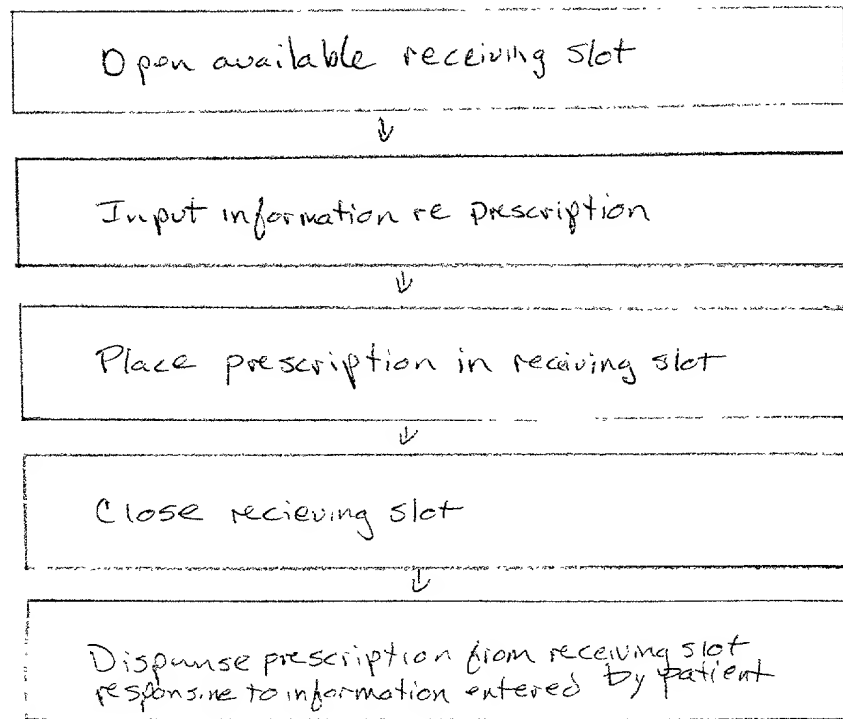 Open available receiving slot
Input information re prescription
Place prescription in receiving slot
Close recieving slot
Dispunse prescription from receiving slot
responsive to information entered by patient